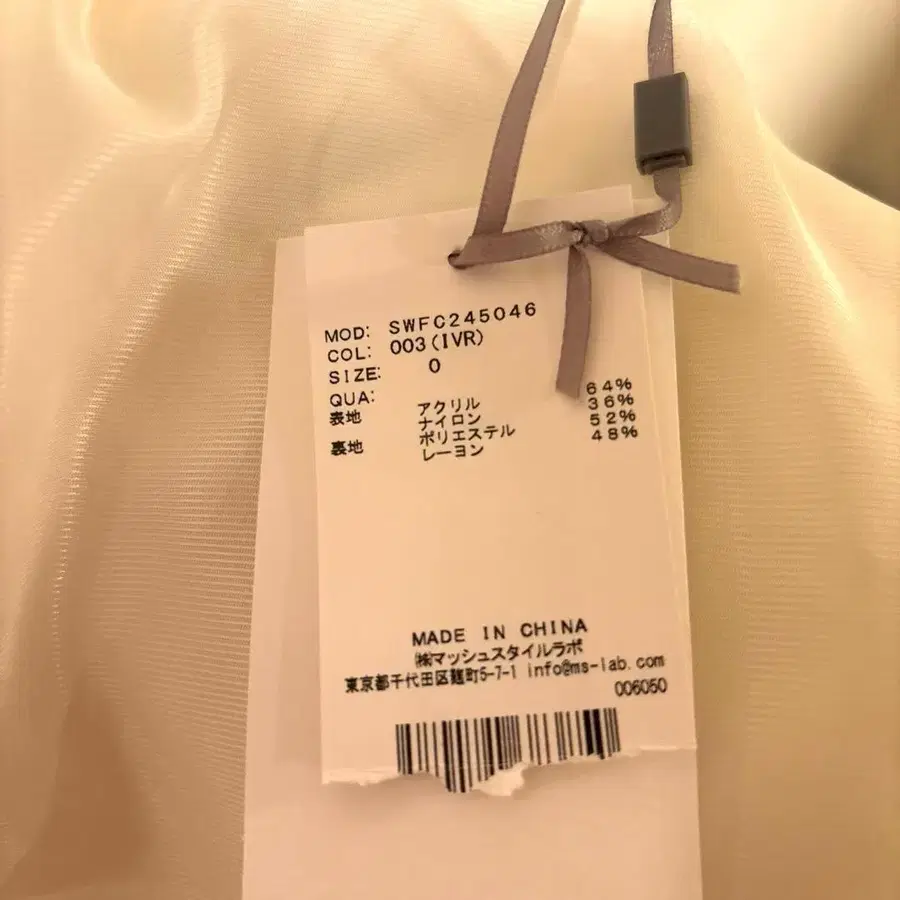 MOD: SWFC245046
COL: 003(IVR)
SIZE: 0
QUA:
表地 アクリル 64%
ナイロン 36%
裏地 ポリエステル 52%
レーヨン 48%
MADE IN CHINA
㈱マッシュスタイルラボ
東京都千代田区麹町5-7-1 info@ms-lab.com
006050